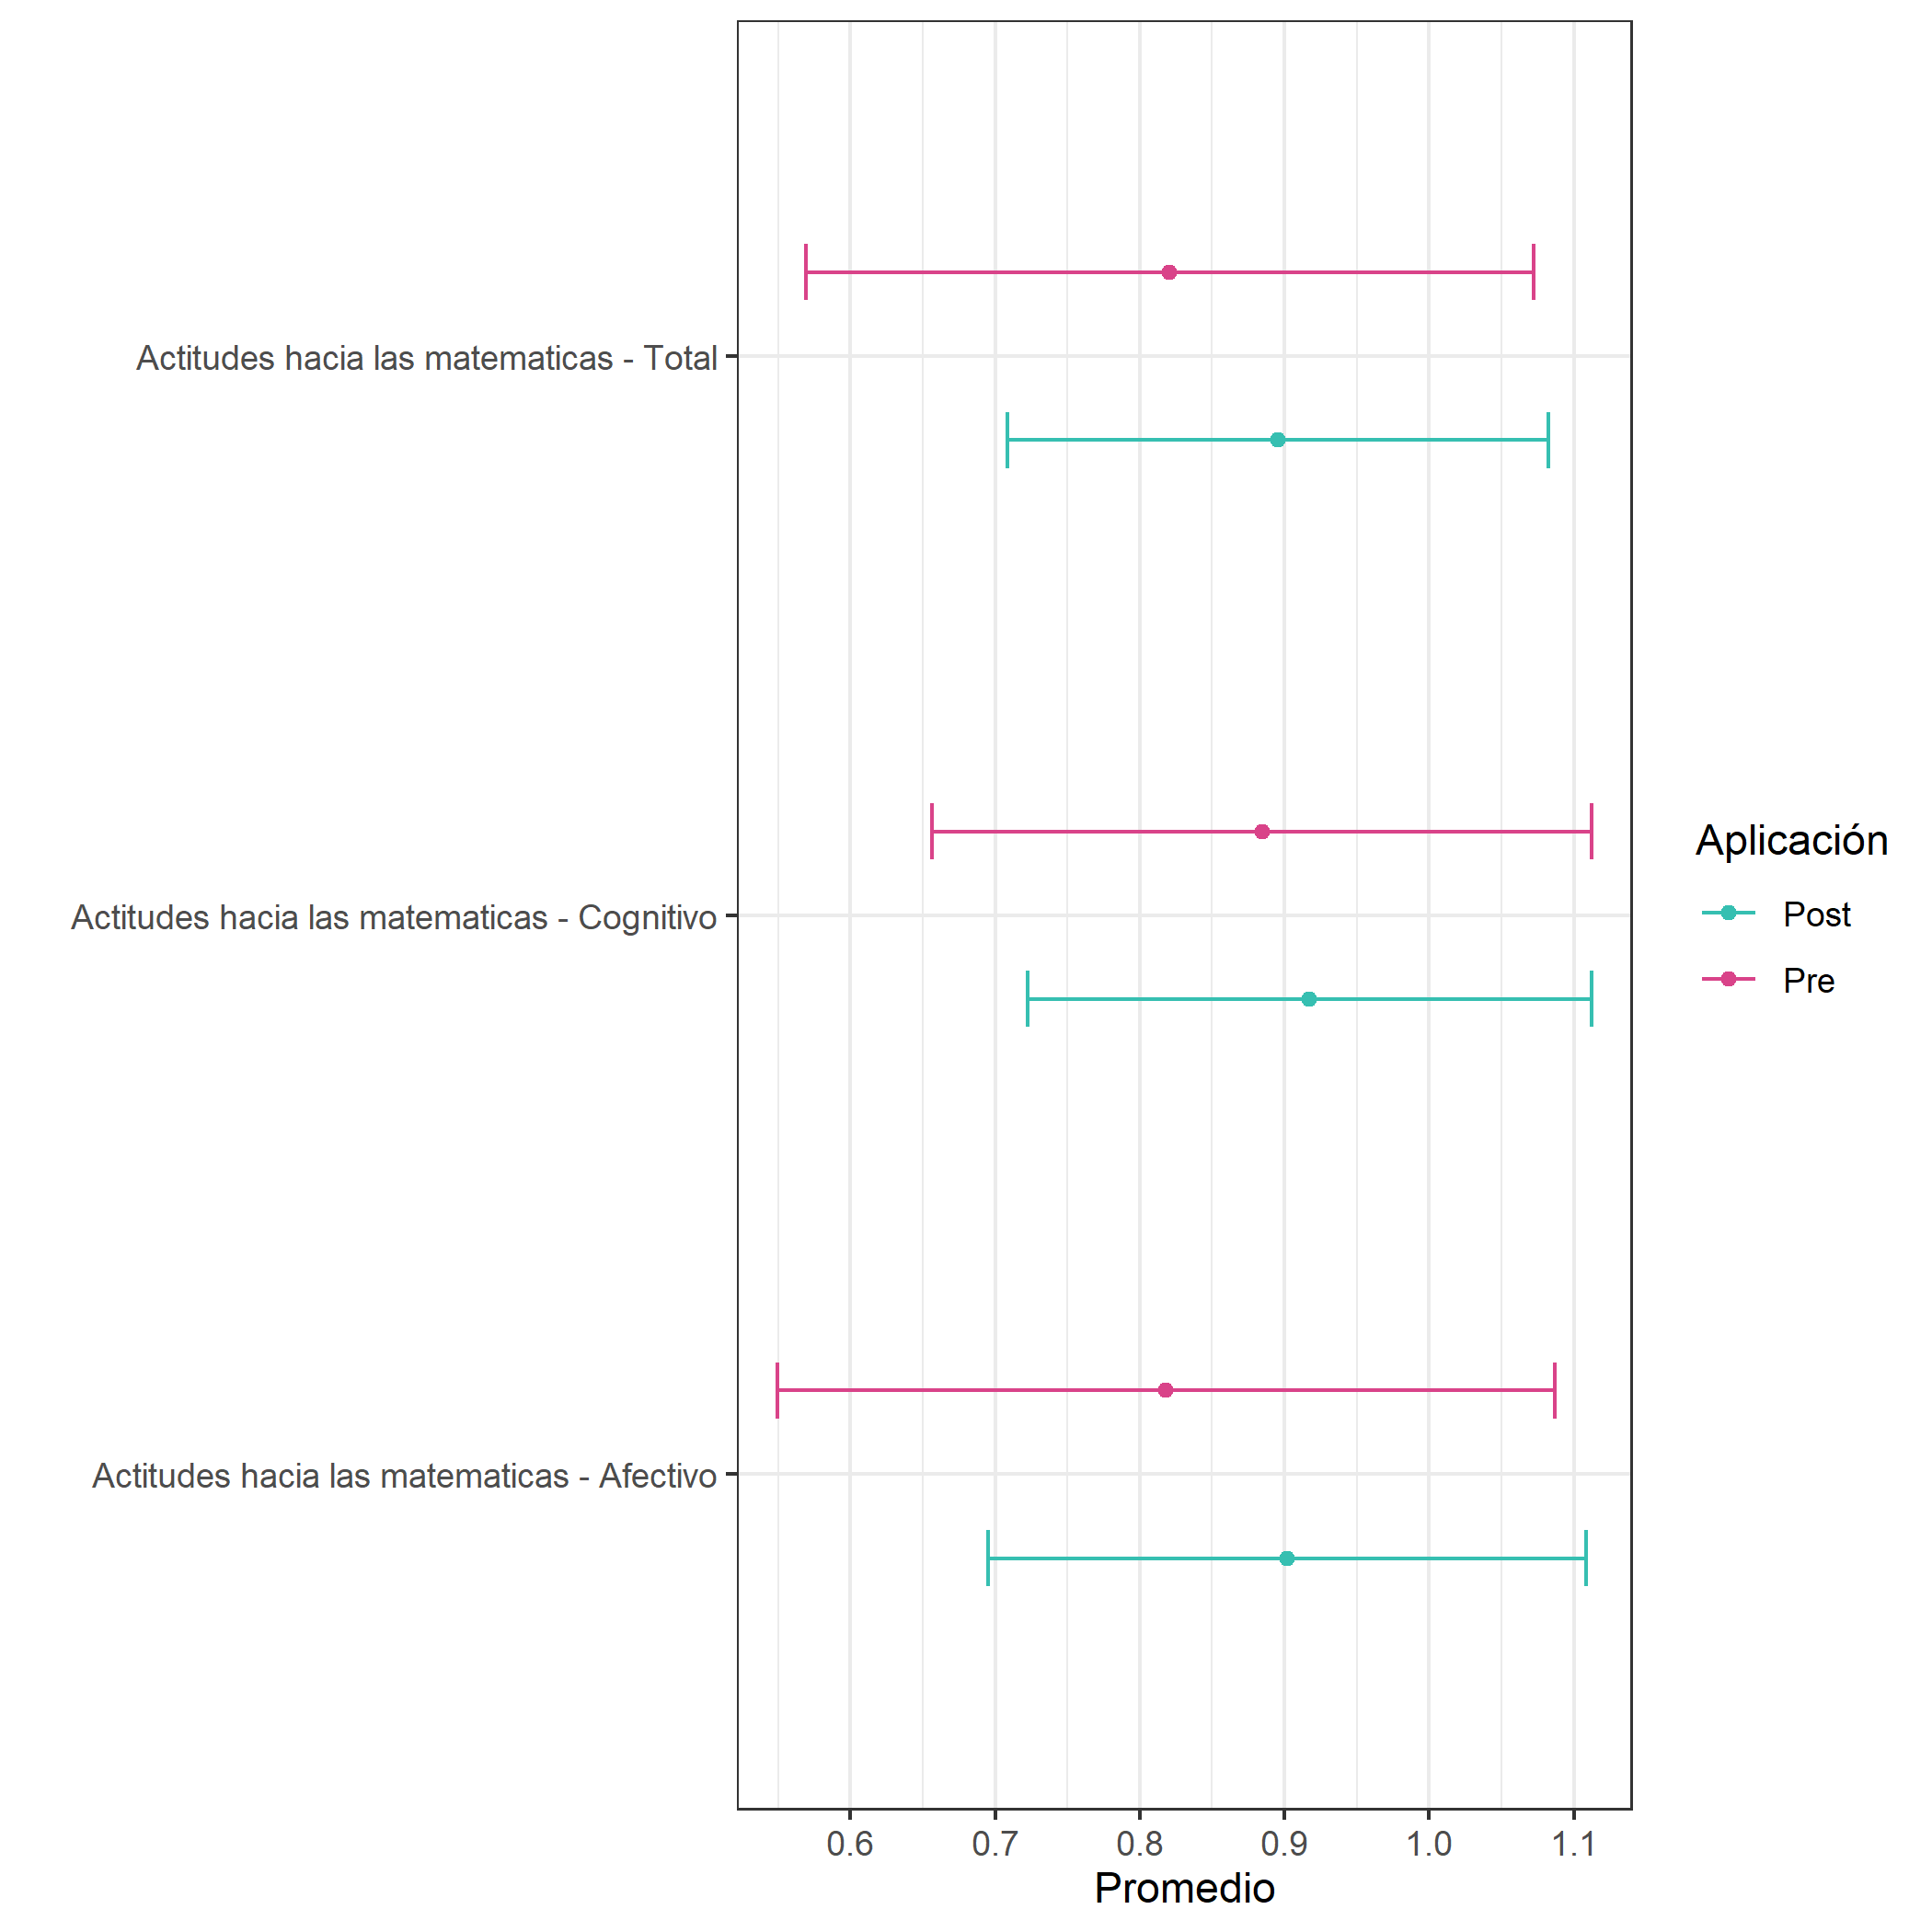 Actitudes hacia las matematicas - Total
Actitudes hacia las matematicas - Cognitivo
Actitudes hacia las matematicas - Afectivo
0.6 0.7 0.8 0.9 1.0 1.1
Promedio
Aplicación
Post
Pre